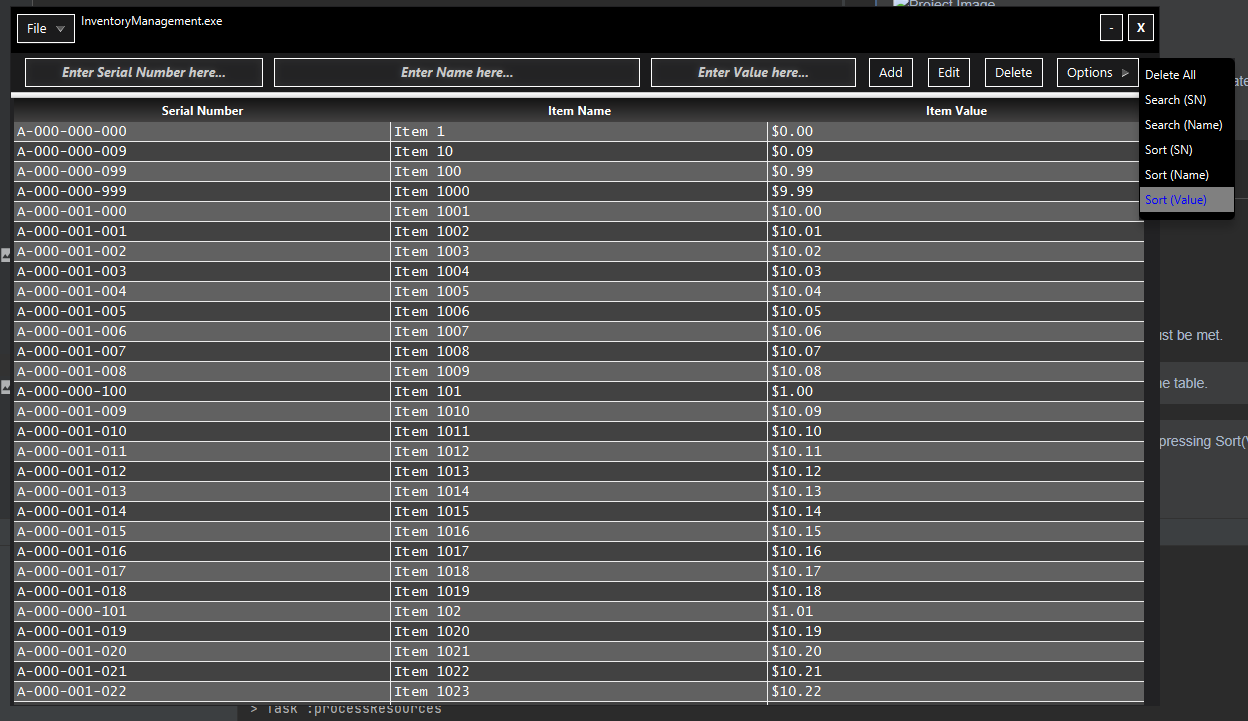 Project Image
File InventoryManagement.exe - X
Enter Serial Number here... Enter Name here... Enter Value here... Add Edit Delete Options
Delete All
Search (SN)
Search (Name)
Sort (SN)
Sort (Name)
Sort (Value)
Serial Number Item Name Item Value
A-000-000-000 Item 1 $0.00
A-000-000-009 Item 10 $0.09
A-000-000-099 Item 100 $0.99
A-000-000-999 Item 1000 $9.99
A-000-001-000 Item 1001 $10.00
A-000-001-001 Item 1002 $10.01
A-000-001-002 Item 1003 $10.02
A-000-001-003 Item 1004 $10.03
A-000-001-004 Item 1005 $10.04
A-000-001-005 Item 1006 $10.05
A-000-001-006 Item 1007 $10.06
A-000-001-007 Item 1008 $10.07
A-000-001-008 Item 1009 $10.08
A-000-000-100 Item 101 $1.00
A-000-001-009 Item 1010 $10.09
A-000-001-010 Item 1011 $10.10
A-000-001-011 Item 1012 $10.11
A-000-001-012 Item 1013 $10.12
A-000-001-013 Item 1014 $10.13
A-000-001-014 Item 1015 $10.14
A-000-001-015 Item 1016 $10.15
A-000-001-016 Item 1017 $10.16
A-000-001-017 Item 1018 $10.17
A-000-001-018 Item 1019 $10.18
A-000-000-101 Item 102 $1.01
A-000-001-019 Item 1020 $10.19
A-000-001-020 Item 1021 $10.20
A-000-001-021 Item 1022 $10.21
A-000-001-022 Item 1023 $10.22
be met.
table.
pressing Sort(
> Task :processResources